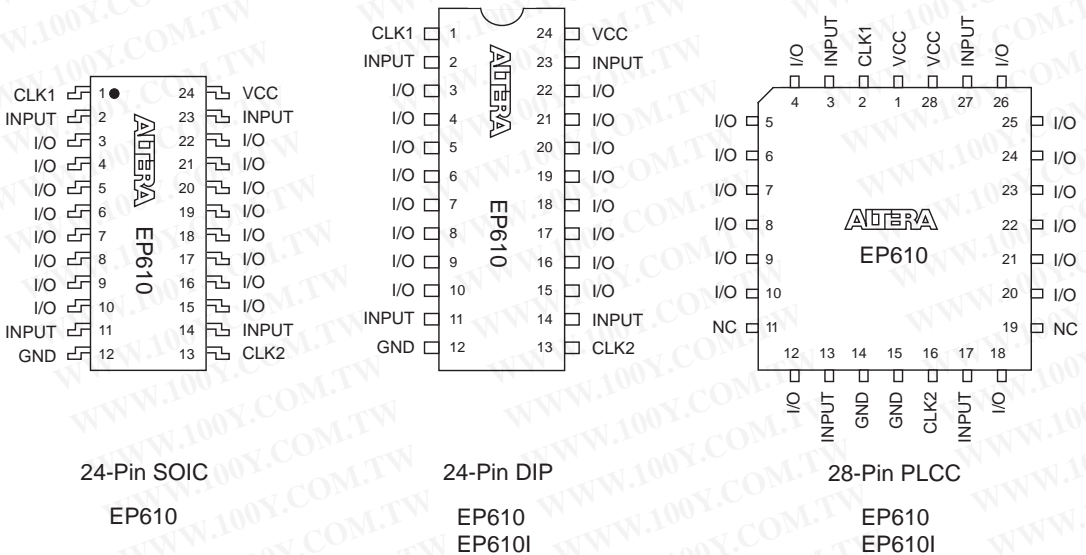 CLK1 1 24 VCC
INPUT 2 23 INPUT
I/O 3 22 I/O
I/O 4 21 I/O
I/O 5 20 I/O
I/O 6 19 I/O
I/O 7 18 I/O
I/O 8 17 I/O
I/O 9 16 I/O
I/O 10 15 I/O
INPUT 11 14 INPUT
GND 12 13 CLK2
ALTERA
EP610
24-Pin SOIC
EP610
CLK1 1 24 VCC
INPUT 2 23 INPUT
I/O 3 22 I/O
I/O 4 21 I/O
I/O 5 20 I/O
I/O 6 19 I/O
I/O 7 18 I/O
I/O 8 17 I/O
I/O 9 16 I/O
I/O 10 15 I/O
INPUT 11 14 INPUT
GND 12 13 CLK2
ALTERA
EP610
24-Pin DIP
EP610
EP610I
I/O INPUT CLK1 VCC VCC INPUT I/O
4 3 2 1 28 27 26
I/O 5 25 I/O
I/O 6 24 I/O
I/O 7 23 I/O
I/O 8 22 I/O
I/O 9 21 I/O
I/O 10 20 I/O
NC 11 19 NC
ALTERA
EP610
12 13 14 15 16 17 18
I/O INPUT GND GND CLK2 INPUT I/O
28-Pin PLCC
EP610
EP610I
WWW.100Y.COM.TW